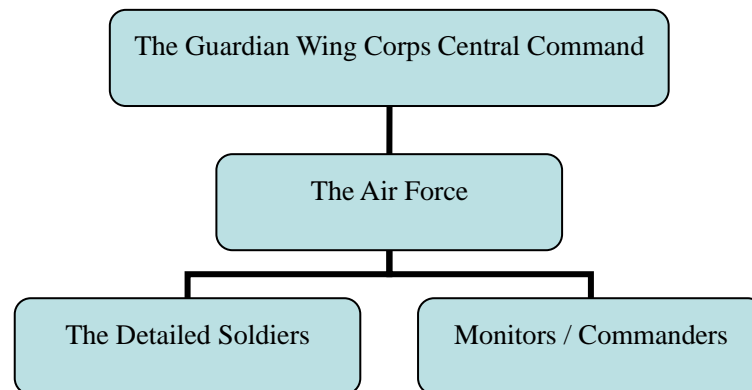 The Guardian Wing Corps Central Command
The Air Force
The Detailed Soldiers
Monitors / Commanders